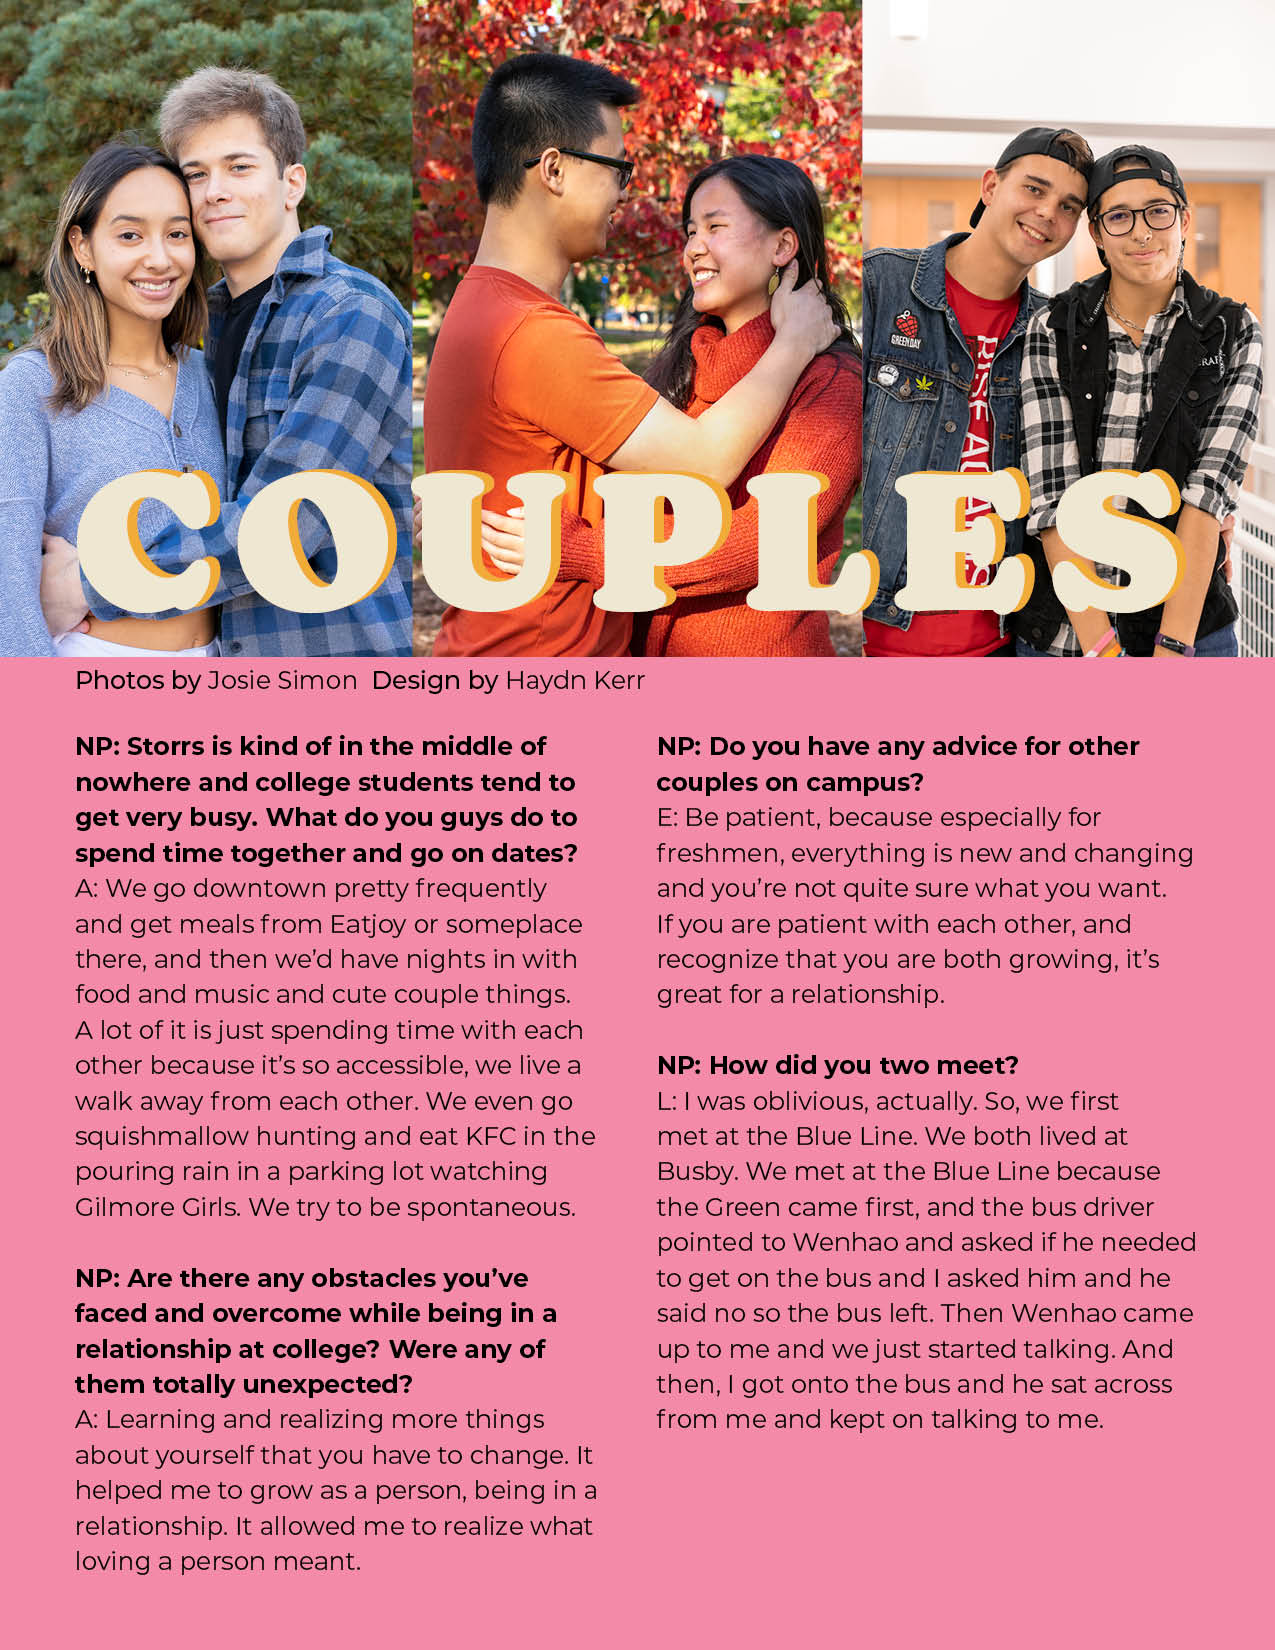 GREEN DAY
RISE AGAINST
COUPLES
Photos by Josie Simon  Design by Haydn Kerr
NP: Storrs is kind of in the middle of
nowhere and college students tend to
get very busy. What do you guys do to
spend time together and go on dates?
A: We go downtown pretty frequently
and get meals from Eatjoy or someplace
there, and then we’d have nights in with
food and music and cute couple things.
A lot of it is just spending time with each
other because it’s so accessible, we live a
walk away from each other. We even go
squishmallow hunting and eat KFC in the
pouring rain in a parking lot watching
Gilmore Girls. We try to be spontaneous.
NP: Are there any obstacles you’ve
faced and overcome while being in a
relationship at college? Were any of
them totally unexpected?
A: Learning and realizing more things
about yourself that you have to change. It
helped me to grow as a person, being in a
relationship. It allowed me to realize what
loving a person meant.
NP: Do you have any advice for other
couples on campus?
E: Be patient, because especially for
freshmen, everything is new and changing
and you’re not quite sure what you want.
If you are patient with each other, and
recognize that you are both growing, it’s
great for a relationship.
NP: How did you two meet?
L: I was oblivious, actually. So, we first
met at the Blue Line. We both lived at
Busby. We met at the Blue Line because
the Green came first, and the bus driver
pointed to Wenhao and asked if he needed
to get on the bus and I asked him and he
said no so the bus left. Then Wenhao came
up to me and we just started talking. And
then, I got onto the bus and he sat across
from me and kept on talking to me.